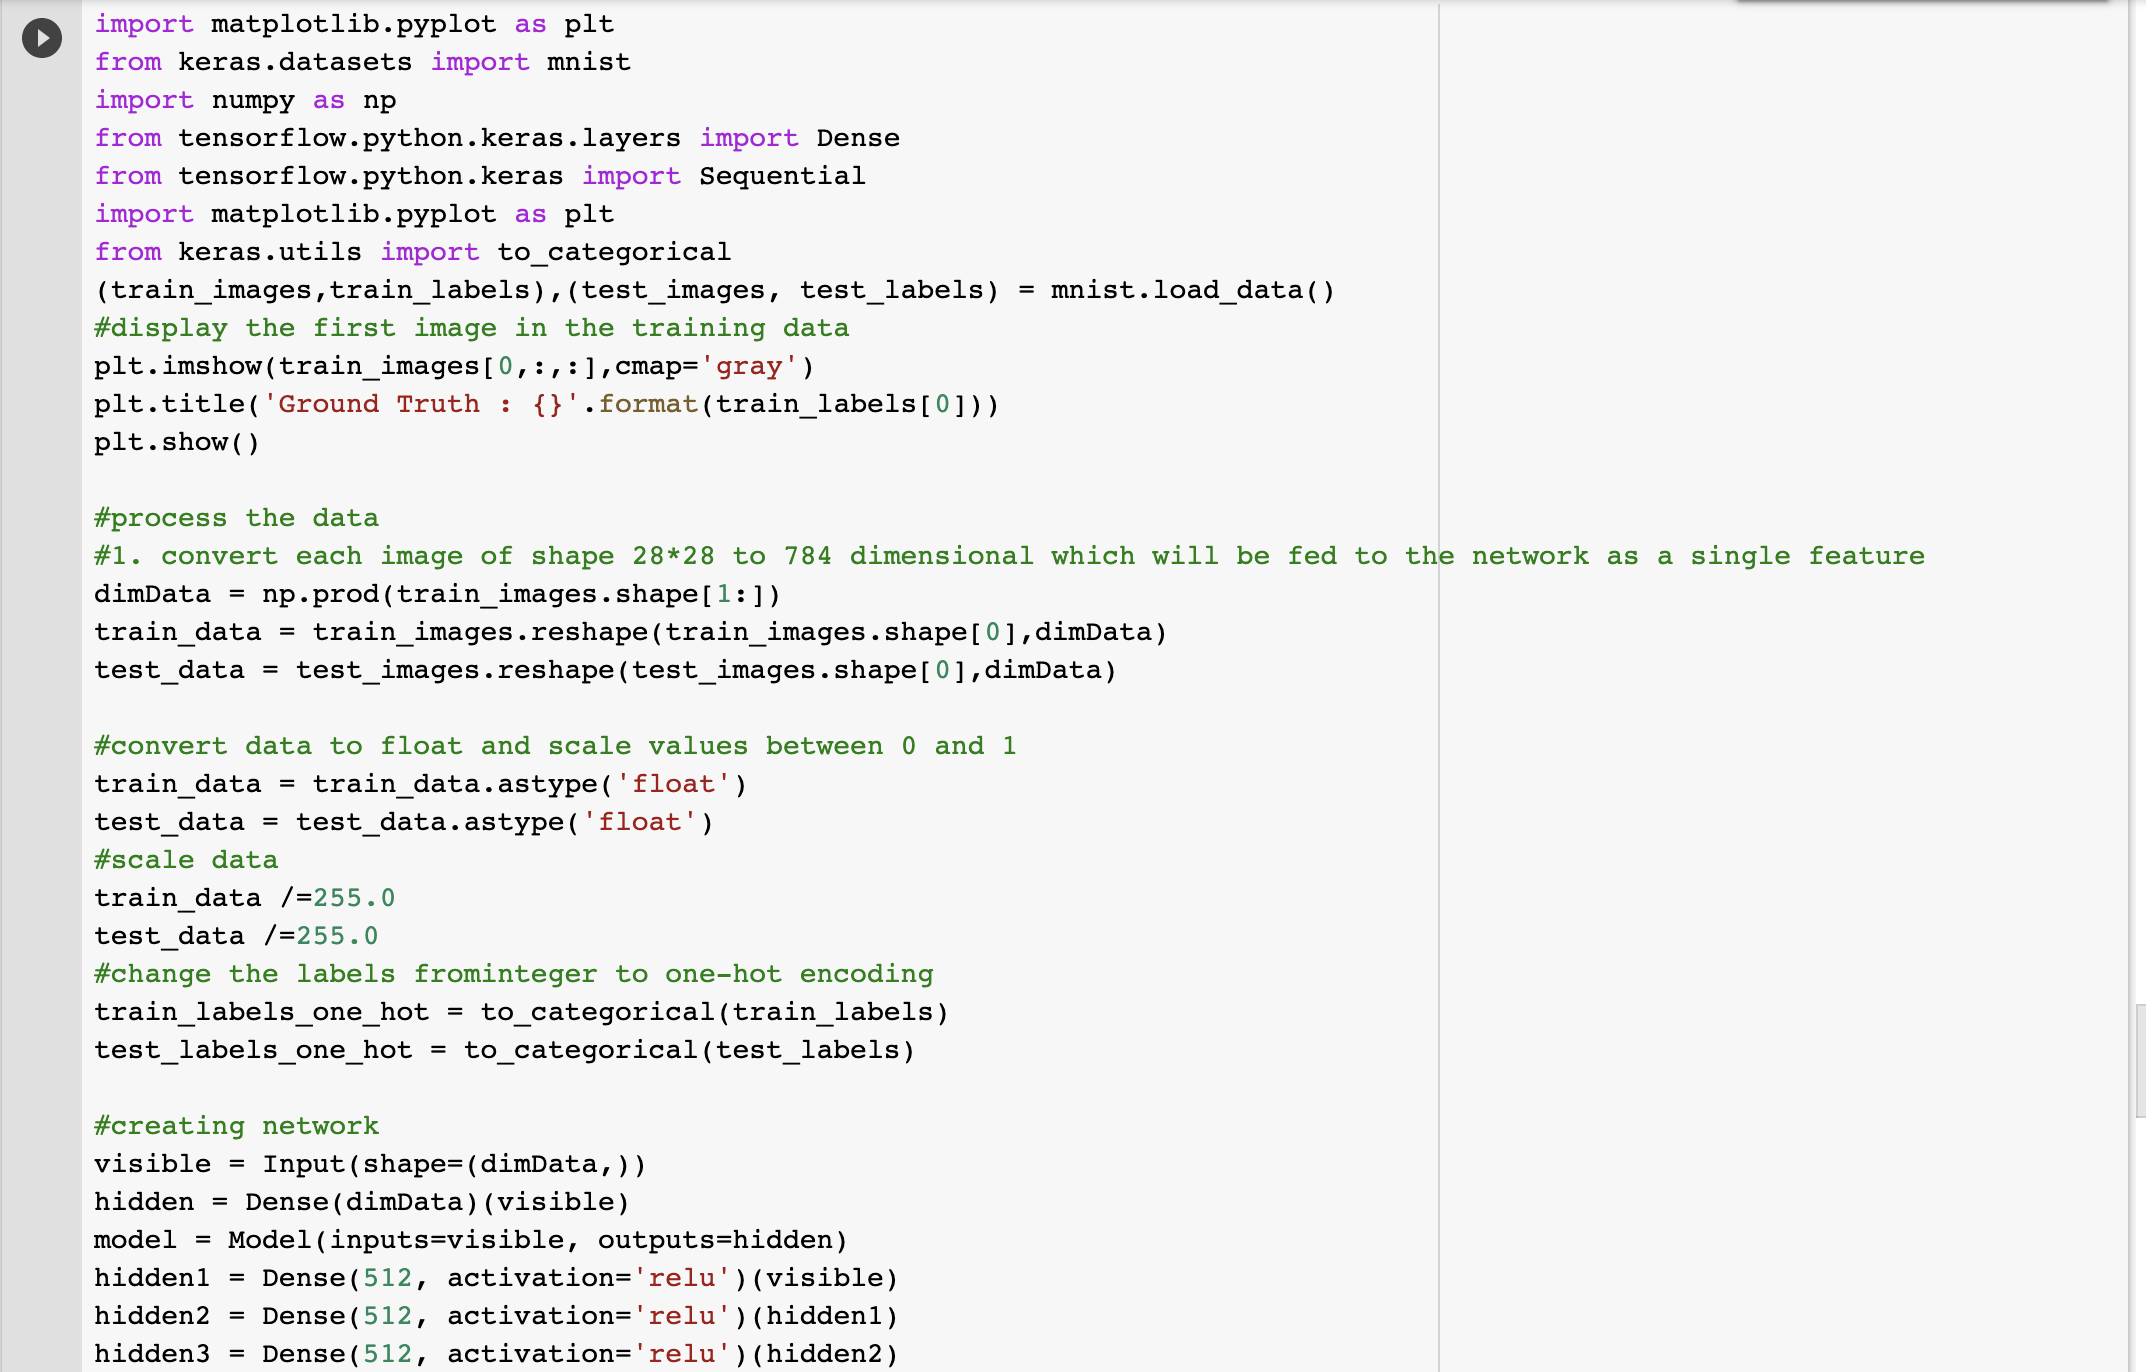 import matplotlib.pyplot as plt
from keras.datasets import mnist
import numpy as np
from tensorflow.python.keras.layers import Dense
from tensorflow.python.keras import Sequential
import matplotlib.pyplot as plt
from keras.utils import to_categorical
(train_images,train_labels),(test_images, test_labels) = mnist.load_data()
#display the first image in the training data
plt.imshow(train_images[0,:,:],cmap='gray')
plt.title('Ground Truth : {}'.format(train_labels[0]))
plt.show()

#process the data
#1. convert each image of shape 28*28 to 784 dimensional which will be fed to the network as a single feature
dimData = np.prod(train_images.shape[1:])
train_data = train_images.reshape(train_images.shape[0],dimData)
test_data = test_images.reshape(test_images.shape[0],dimData)

#convert data to float and scale values between 0 and 1
train_data = train_data.astype('float')
test_data = test_data.astype('float')
#scale data
train_data /=255.0
test_data /=255.0
#change the labels frominteger to one-hot encoding
train_labels_one_hot = to_categorical(train_labels)
test_labels_one_hot = to_categorical(test_labels)

#creating network
visible = Input(shape=(dimData,))
hidden = Dense(dimData)(visible)
model = Model(inputs=visible, outputs=hidden)
hidden1 = Dense(512, activation='relu')(visible)
hidden2 = Dense(512, activation='relu')(hidden1)
hidden3 = Dense(512, activation='relu')(hidden2)